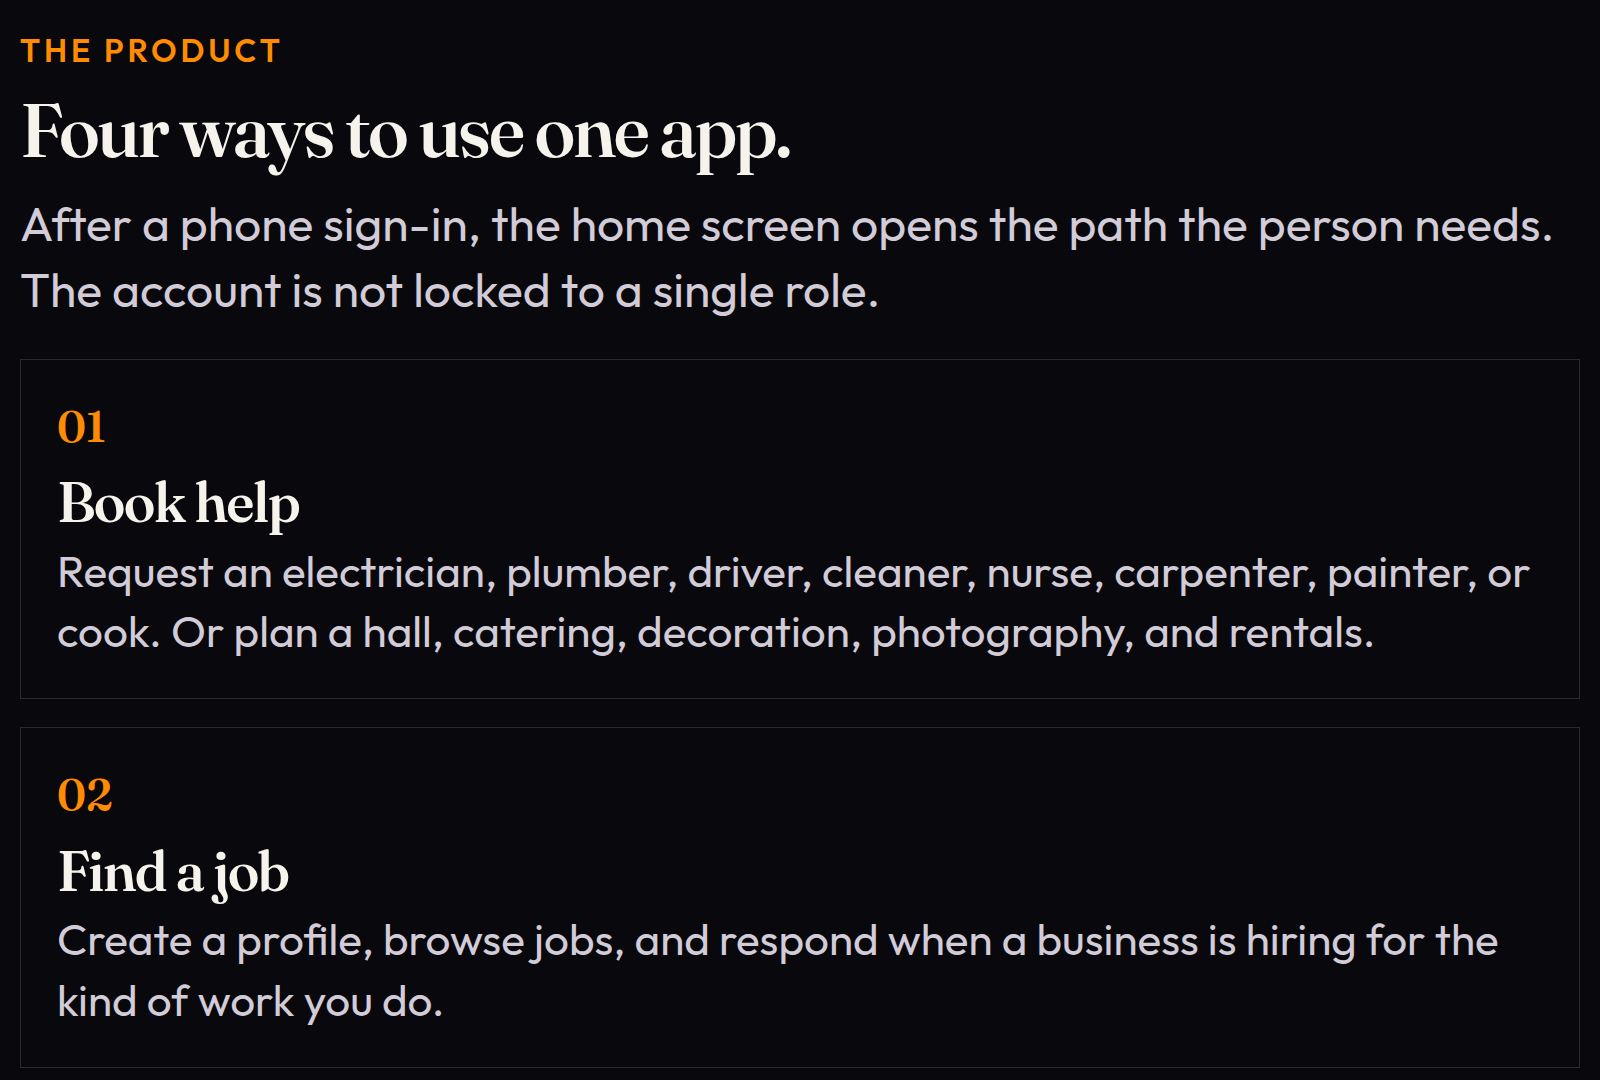 THE PRODUCT
Four ways to use one app.
After a phone sign-in, the home screen opens the path the person needs.
The account is not locked to a single role.
01
Book help
Request an electrician, plumber, driver, cleaner, nurse, carpenter, painter, or
cook. Or plan a hall, catering, decoration, photography, and rentals.
02
Find a job
Create a profile, browse jobs, and respond when a business is hiring for the
kind of work you do.